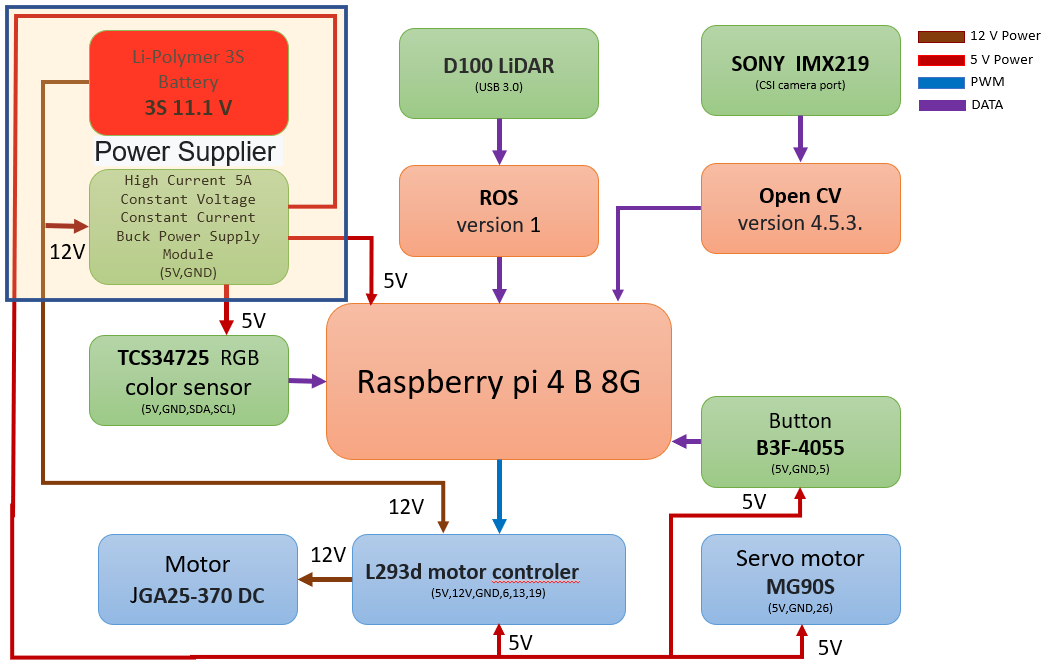 Li-Polymer 3S
Battery
3S 11.1 V
Power Supplier
High Current 5A
Constant Voltage
Constant Current
Buck Power Supply
Module
(5V,GND)
12V
5V
5V
D100 LiDAR
(USB 3.0)
ROS
version 1
SONY IMX219
(CSI camera port)
Open CV
version 4.5.3.
12 V Power
5 V Power
PWM
DATA
TCS34725 RGB
color sensor
(5V,GND,SDA,SCL)
Raspberry pi 4 B 8G
Button
B3F-4055
(5V,GND,5)
5V
12V
Motor
JGA25-370 DC
12V
L293d motor controler
(5V,12V,GND,6,13,19)
5V
Servo motor
MG90S
(5V,GND,26)
5V